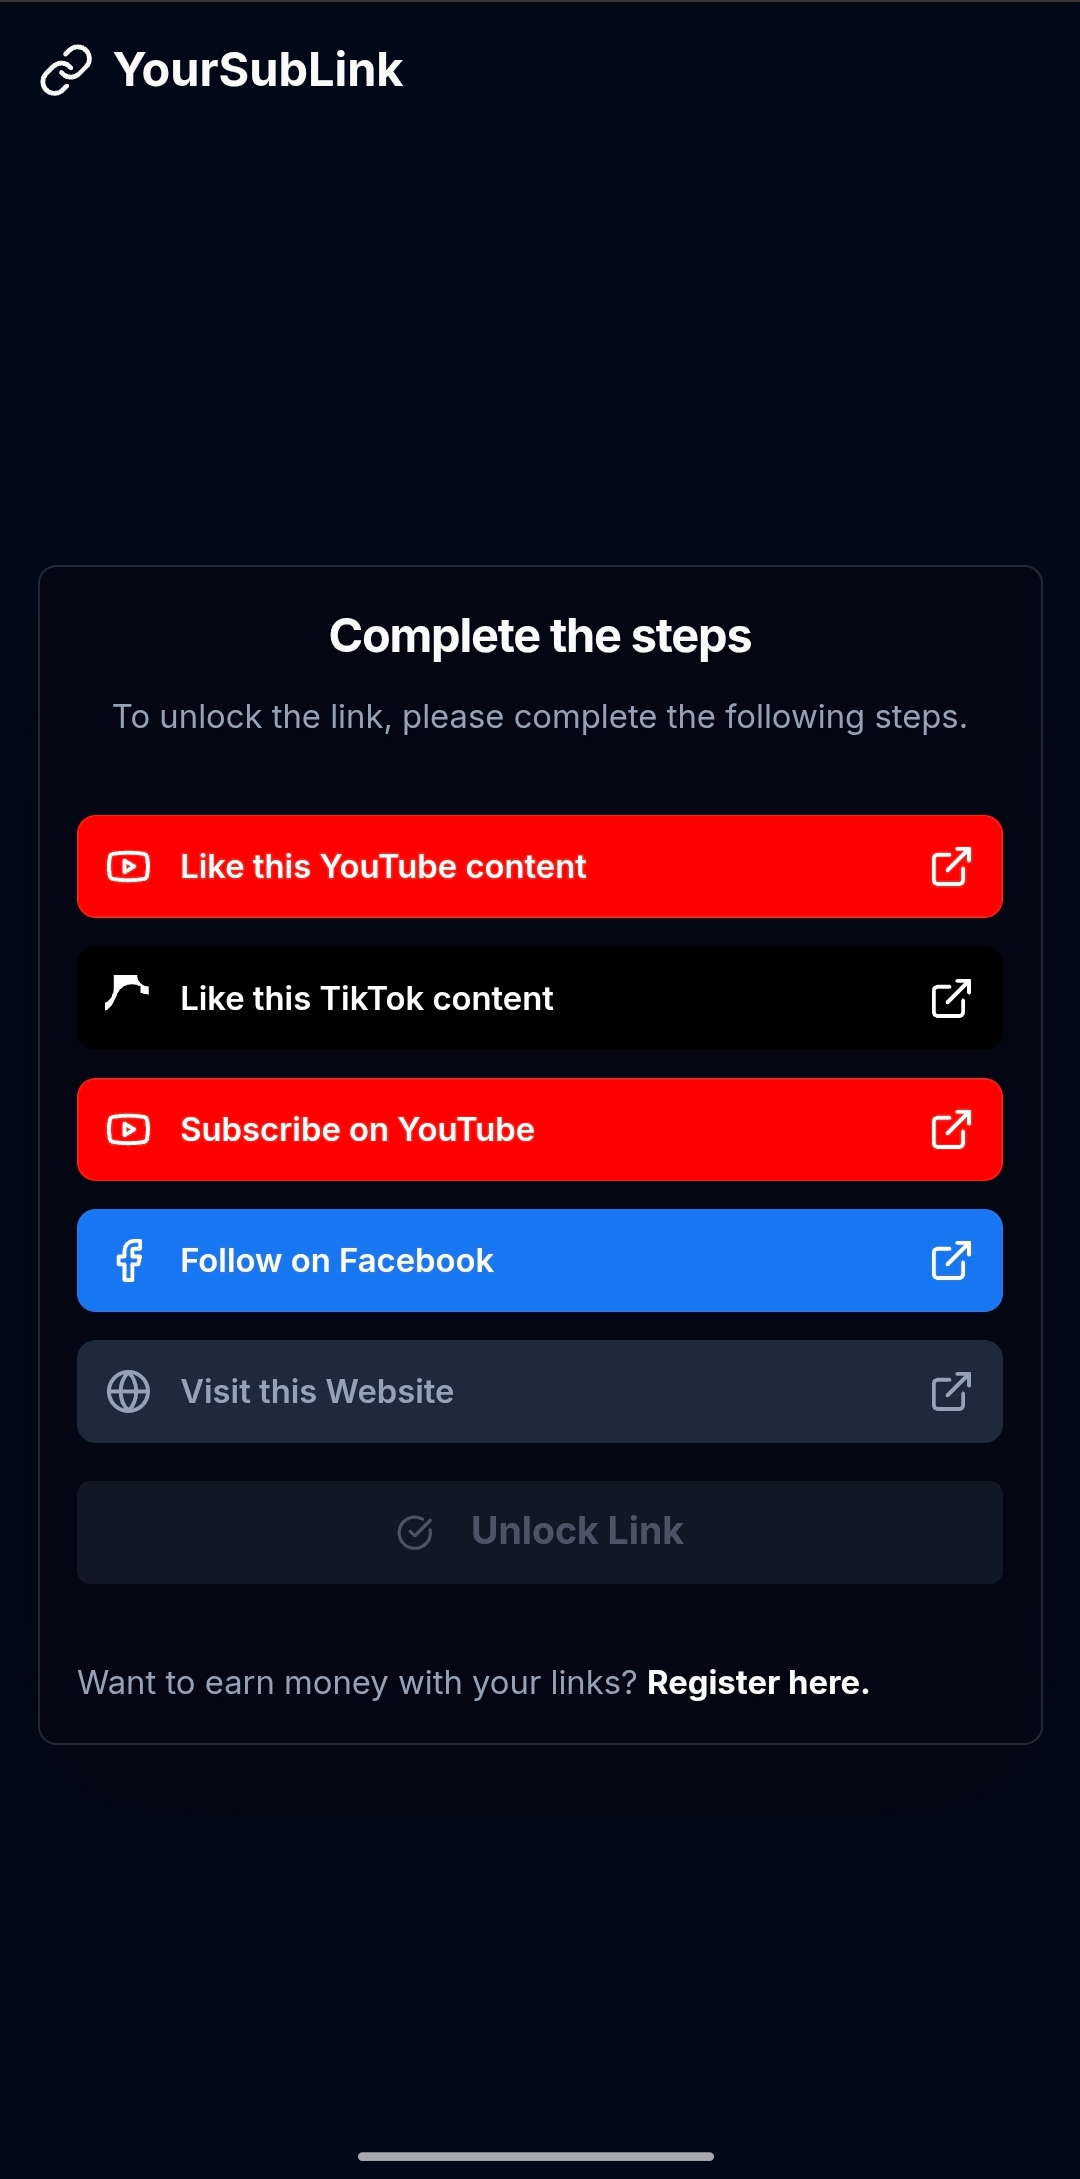 YourSubLink
Complete the steps
To unlock the link, please complete the following steps.
Like this YouTube content
Like this TikTok content
Subscribe on YouTube
Follow on Facebook
Visit this Website
Unlock Link
Want to earn money with your links? Register here.